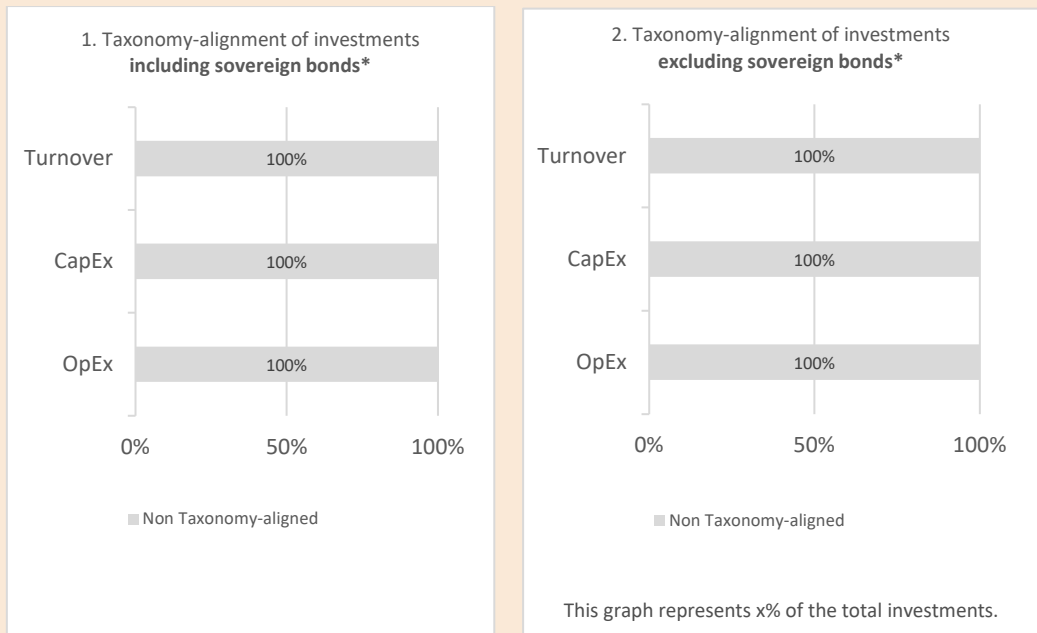 1. Taxonomy-alignment of investments
including sovereign bonds*
Turnover
100%
CapEx
100%
OpEx
100%
0% 50% 100%
Non Taxonomy-aligned
2. Taxonomy-alignment of investments
excluding sovereign bonds*
Turnover
100%
CapEx
100%
OpEx
100%
0% 50% 100%
Non Taxonomy-aligned
This graph represents x% of the total investments.